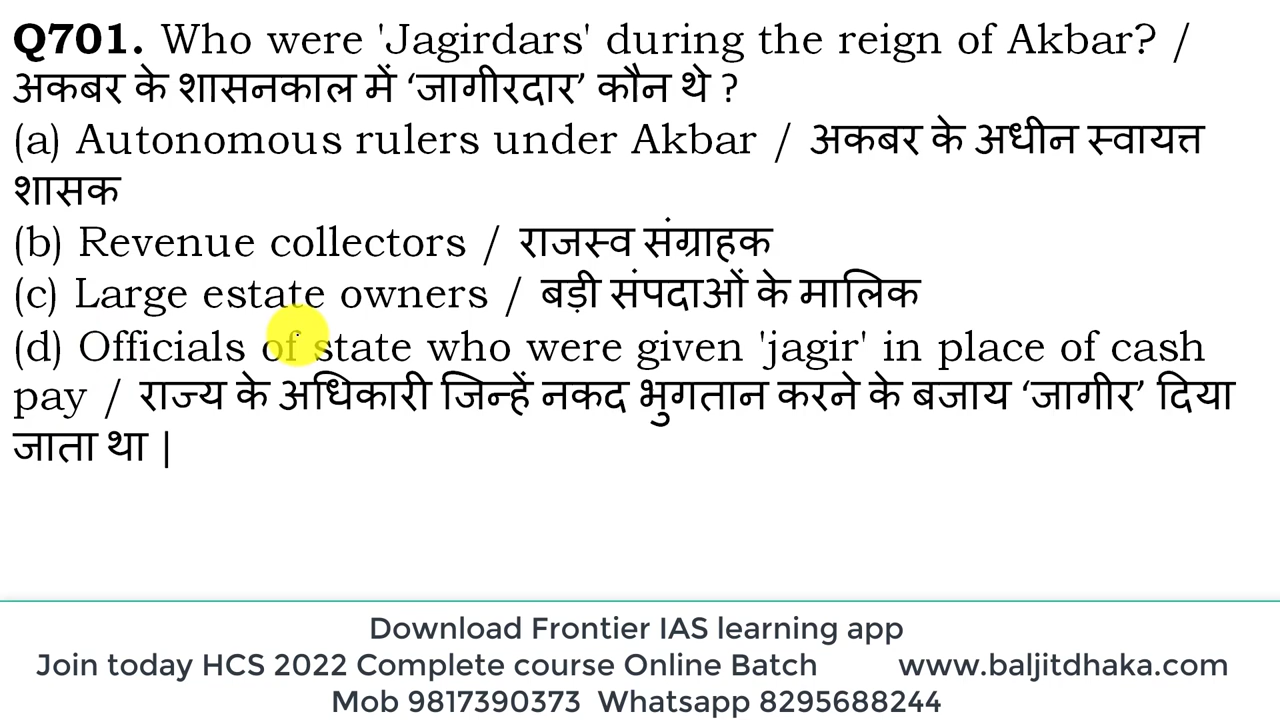 Q701. Who were 'Jagirdars' during the reign of Akbar? /
अकबर के शासनकाल में ‘जागीरदार’ कौन थे ?
(a) Autonomous rulers under Akbar / अकबर के अधीन स्वायत्त
शासक
(b) Revenue collectors / राजस्व संग्राहक
(c) Large estate owners / बड़ी संपदाओं के मालिक
(d) Officials of state who were given 'jagir' in place of cash
pay / राज्य के अधिकारी जिन्हें नकद भुगतान करने के बजाय ‘जागीर’ दिया
जाता था |
Download Frontier IAS learning app
Join today HCS 2022 Complete course Online Batch www.baljitdhaka.com
Mob 9817390373 Whatsapp 8295688244